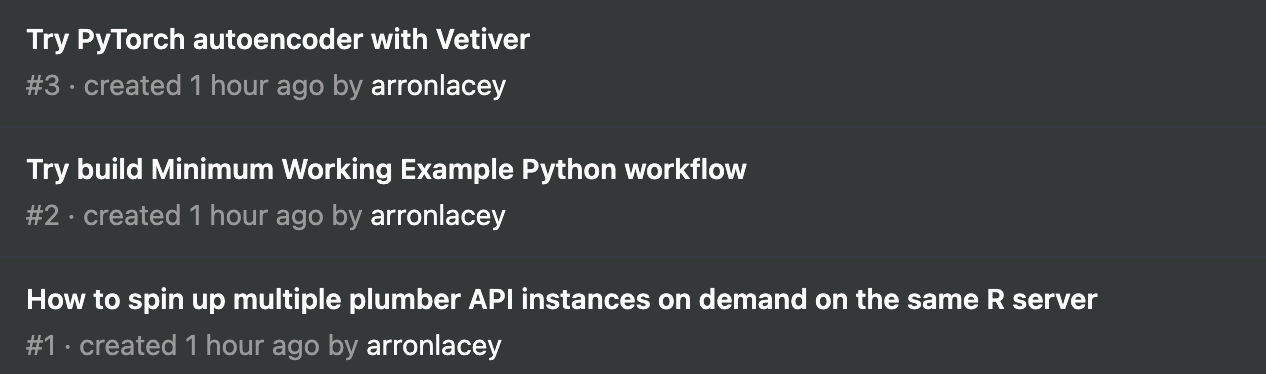 Try PyTorch autoencoder with Vetiver
#3 · created 1 hour ago by arronlacey
Try build Minimum Working Example Python workflow
#2 · created 1 hour ago by arronlacey
How to spin up multiple plumber API instances on demand on the same R server
#1 · created 1 hour ago by arronlacey